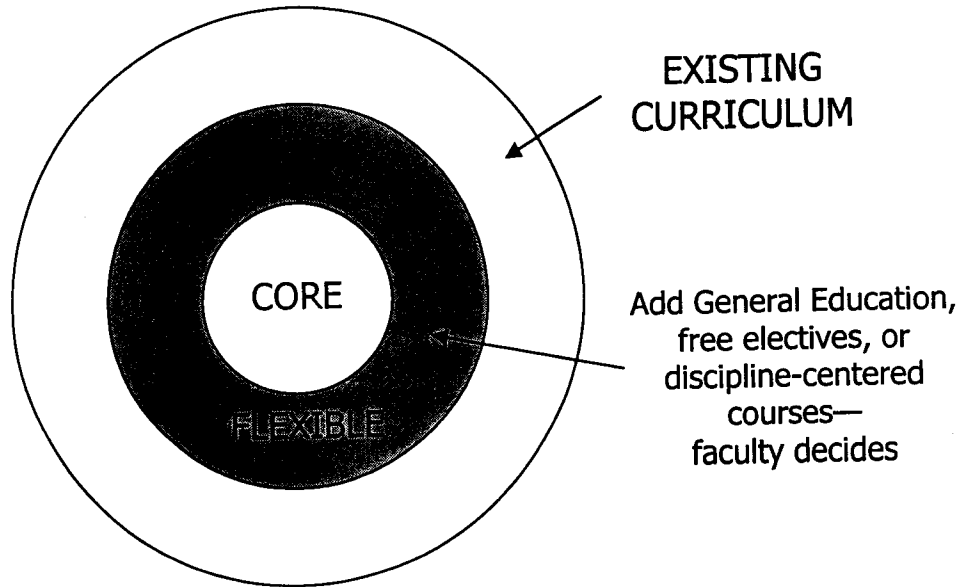 EXISTING
CURRICULUM
CORE
Add General Education,
free electives, or
discipline-centered
courses—
faculty decides
FLEXIBLE